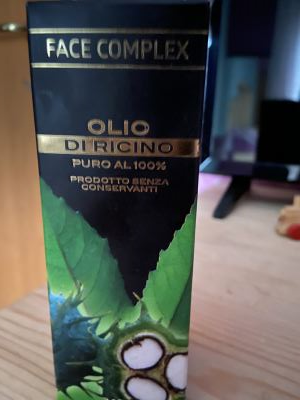 FACE COMPLEX
OLIO
DI RICINO
PURO AL 100%
PRODOTTO SENZA
CONSERVANTI